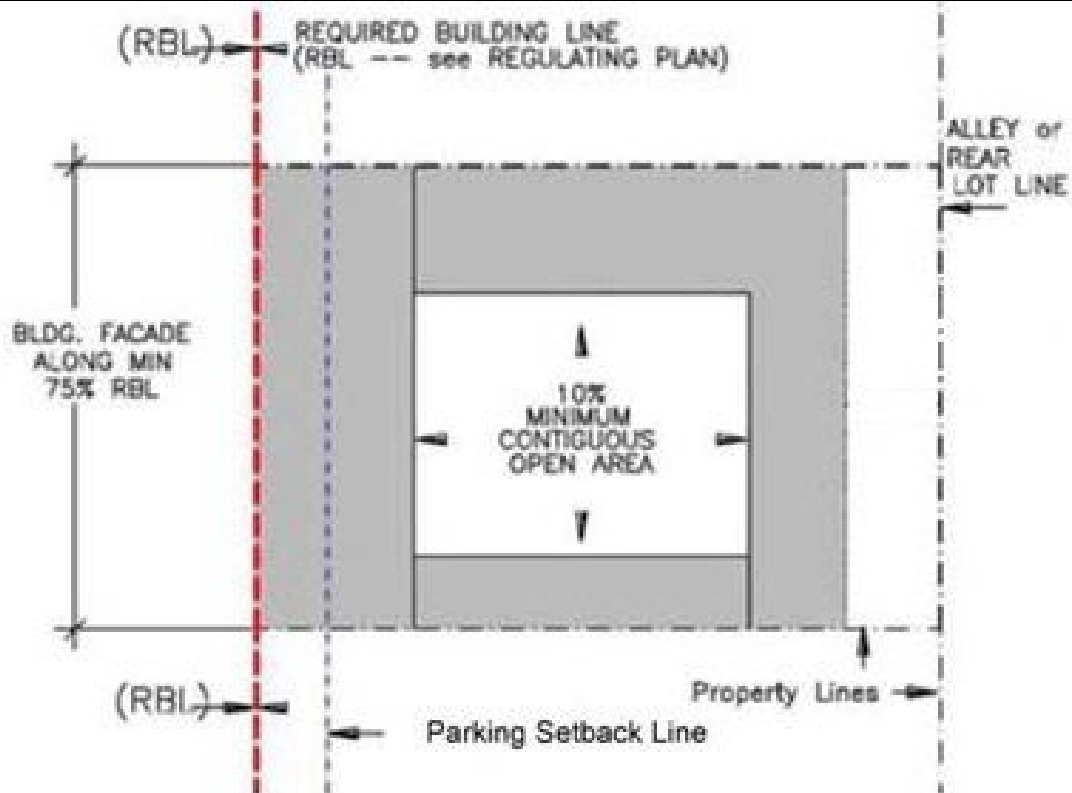 (RBL)
REQUIRED BUILDING LINE
(RBL -- see REGULATING PLAN)
ALLEY or
REAR
LOT LINE
BLDG. FACADE
ALONG MIN
75% RBL
10%
MINIMUM
CONTIGUOUS
OPEN AREA
(RBL)
Property Lines
Parking Setback Line